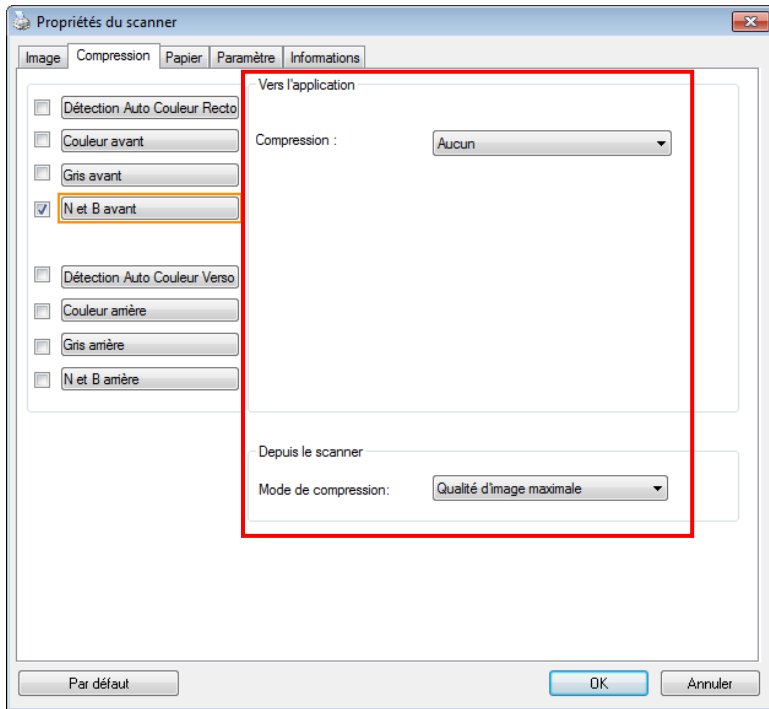 Propriétés du scanner
Image Compression Papier Paramètre Informations
Détection Auto Couleur Recto
Couleur avant
Gris avant
N et B avant
Détection Auto Couleur Verso
Couleur arrière
Gris arrière
N et B arrière
Vers l'application
Compression : Aucun
Depuis le scanner
Mode de compression: Qualité d'image maximale
Par défaut OK Annuler